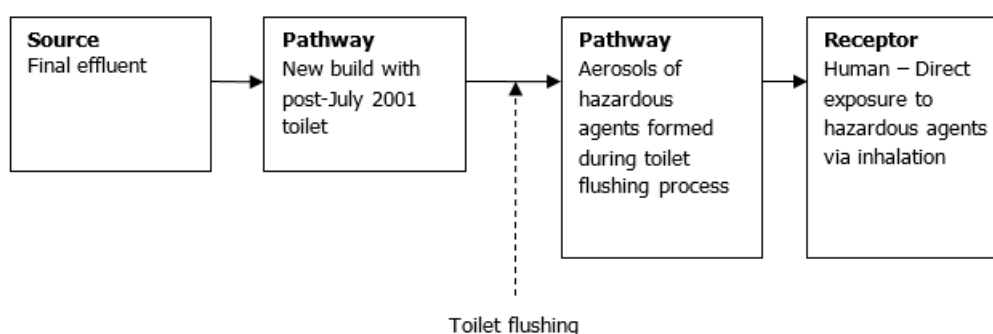 Source
Final effluent
Pathway
New build with
post-July 2001
toilet
Pathway
Aerosols of
hazardous
agents formed
during toilet
flushing process
Receptor
Human – Direct
exposure to
hazardous agents
via inhalation
Toilet flushing